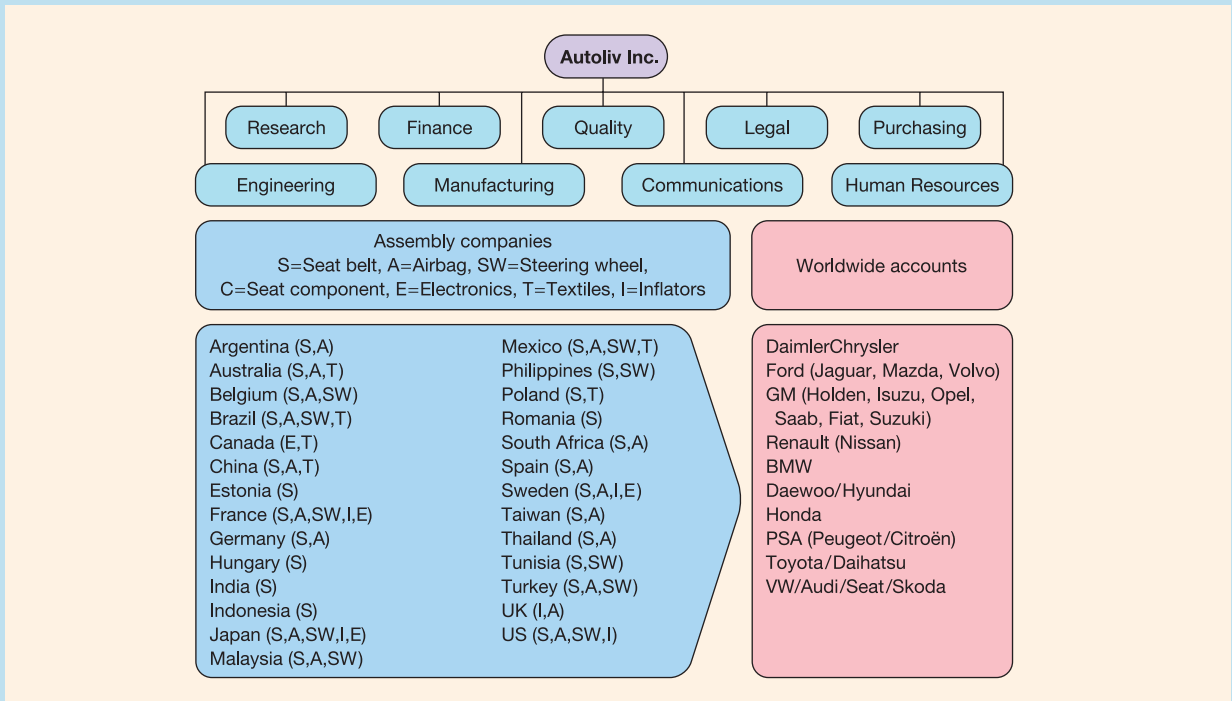 Autoliv Inc.
Research
Finance
Quality
Legal
Purchasing
Engineering
Manufacturing
Communications
Human Resources
Assembly companies
S=Seat belt, A=Airbag, SW=Steering wheel,
C=Seat component, E=Electronics, T=Textiles, I=Inflators
Worldwide accounts
Argentina (S,A)
Australia (S,A,T)
Belgium (S,A,SW)
Brazil (S,A,SW,T)
Canada (E,T)
China (S,A,T)
Estonia (S)
France (S,A,SW,I,E)
Germany (S,A)
Hungary (S)
India (S)
Indonesia (S)
Japan (S,A,SW,I,E)
Malaysia (S,A,SW)
Mexico (S,A,SW,T)
Philippines (S,SW)
Poland (S,T)
Romania (S)
South Africa (S,A)
Spain (S,A)
Sweden (S,A,I,E)
Taiwan (S,A)
Thailand (S,A)
Tunisia (S,SW)
Turkey (S,A,SW)
UK (I,A)
US (S,A,SW,I)
DaimlerChrysler
Ford (Jaguar, Mazda, Volvo)
GM (Holden, Isuzu, Opel,
Saab, Fiat, Suzuki)
Renault (Nissan)
BMW
Daewoo/Hyundai
Honda
PSA (Peugeot/Citroën)
Toyota/Daihatsu
VW/Audi/Seat/Skoda